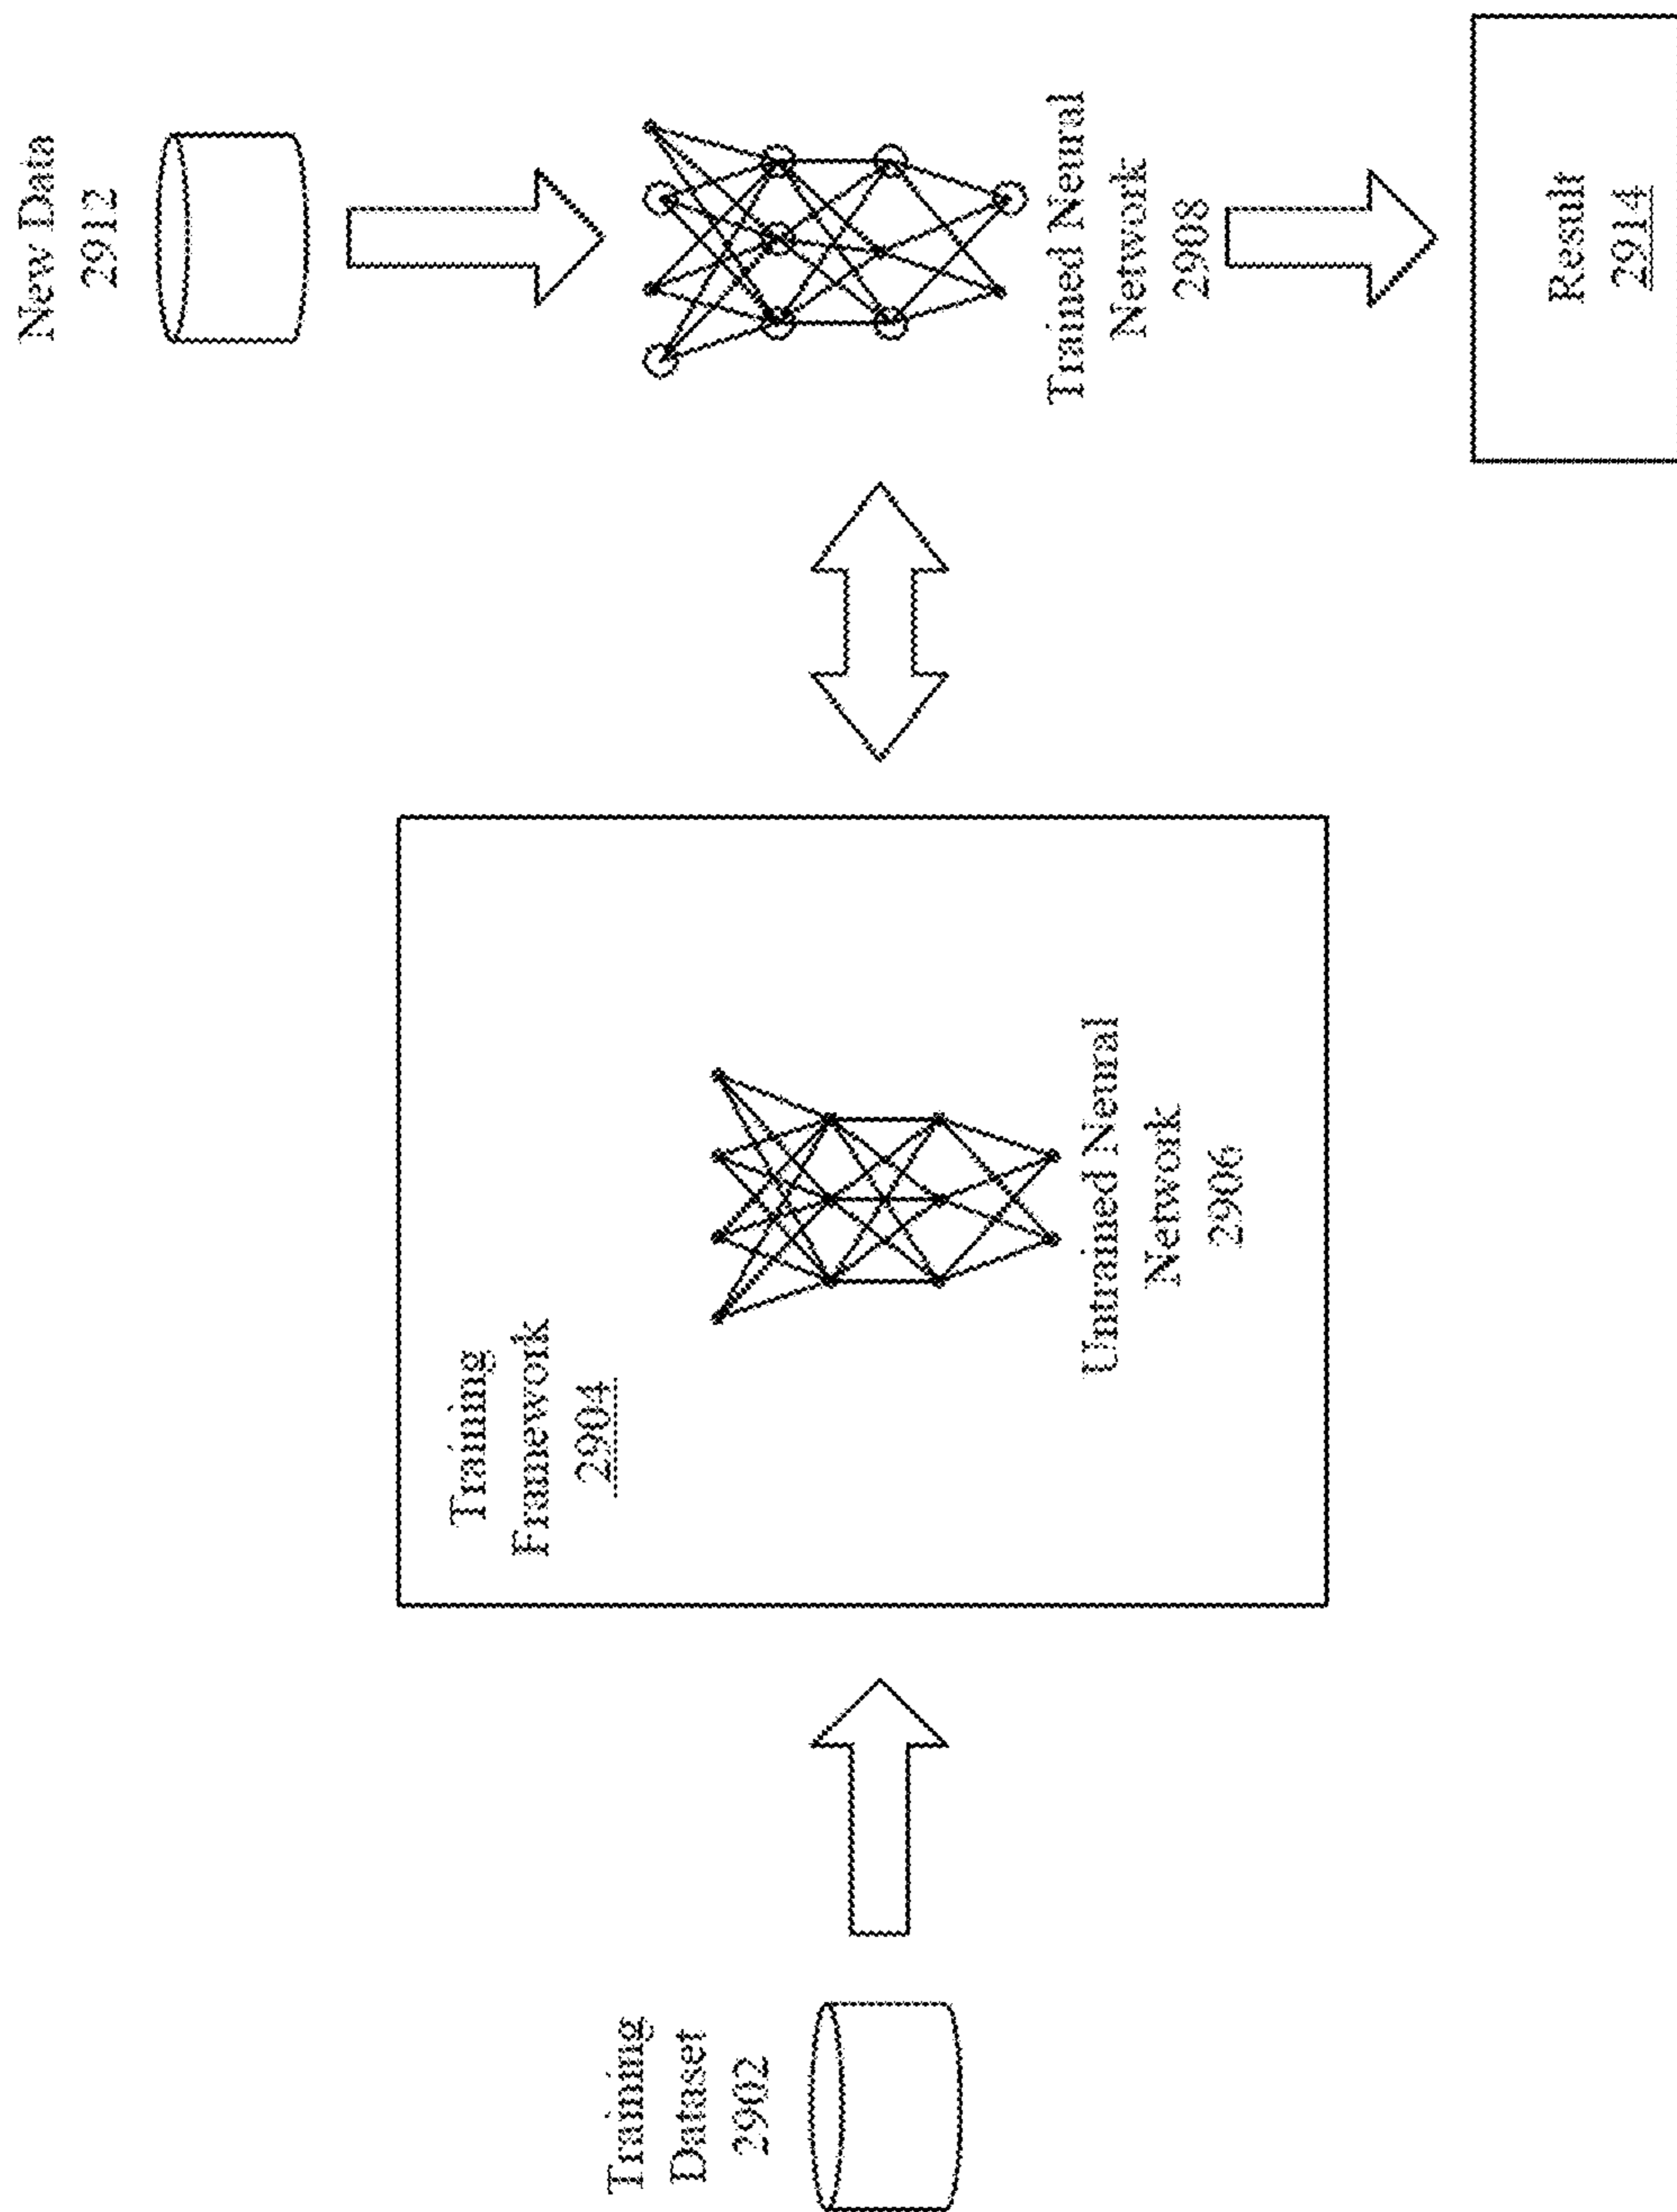 Training
Dataset
2902
Training
Framework
2904
Untrained Neural
Network
2906
New Data
2912
Trained Neural
Network
2908
Result
2914